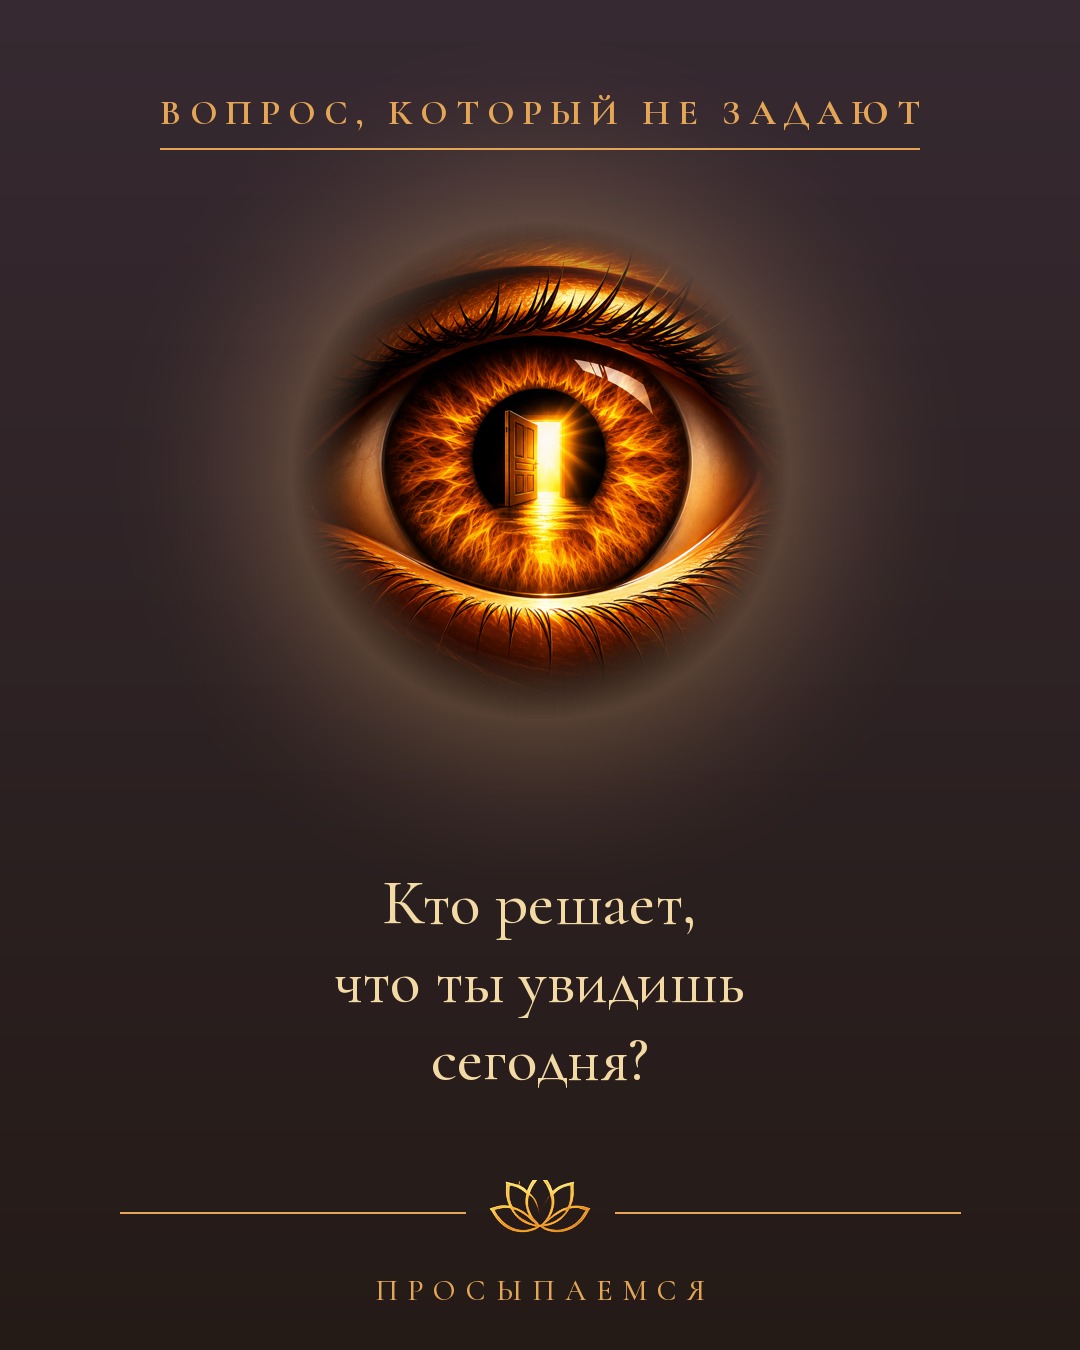 ВОПРОС, КОТОРЫЙ НЕ ЗАДАЮТ
Кто решает,
что ты увидишь
сегодня?
ПРОСЫПАЕМСЯ